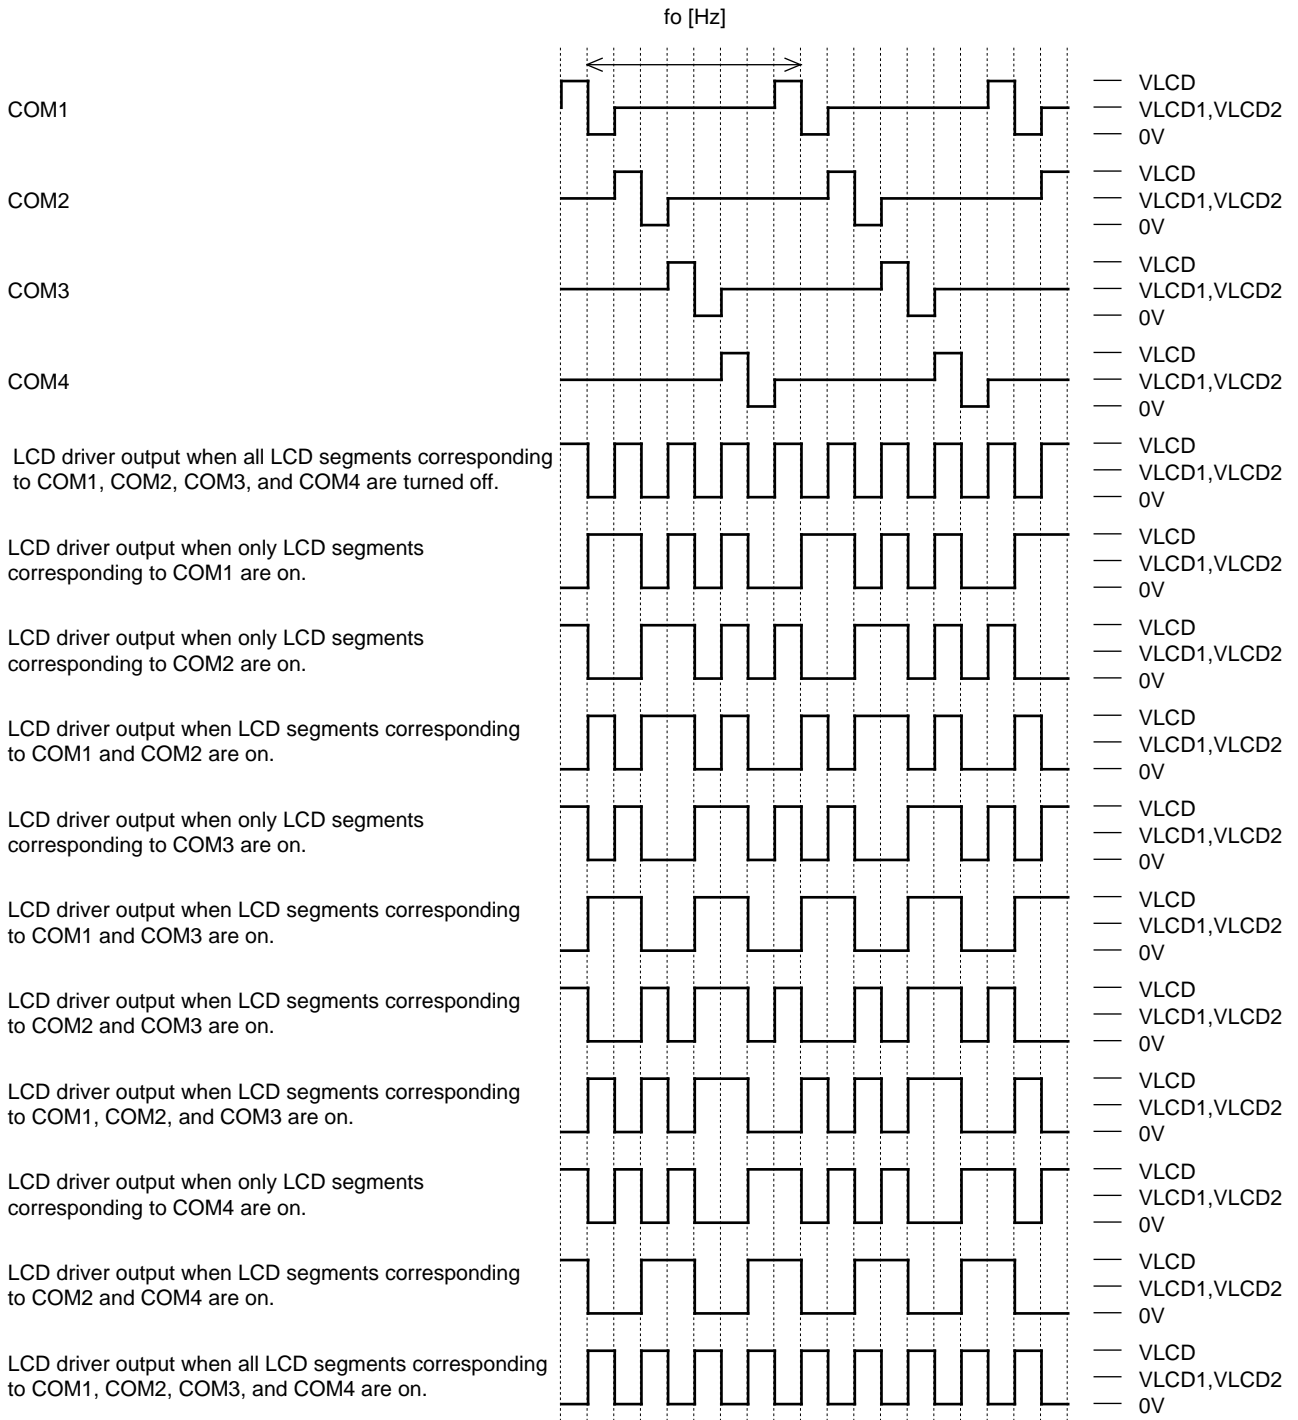 fo [Hz]
COM1
VLCD
VLCD1,VLCD2
0V
COM2
VLCD
VLCD1,VLCD2
0V
COM3
VLCD
VLCD1,VLCD2
0V
COM4
VLCD
VLCD1,VLCD2
0V
LCD driver output when all LCD segments corresponding
to COM1, COM2, COM3, and COM4 are turned off.
VLCD
VLCD1,VLCD2
0V
LCD driver output when only LCD segments
corresponding to COM1 are on.
VLCD
VLCD1,VLCD2
0V
LCD driver output when only LCD segments
corresponding to COM2 are on.
VLCD
VLCD1,VLCD2
0V
LCD driver output when LCD segments corresponding
to COM1 and COM2 are on.
VLCD
VLCD1,VLCD2
0V
LCD driver output when only LCD segments
corresponding to COM3 are on.
VLCD
VLCD1,VLCD2
0V
LCD driver output when LCD segments corresponding
to COM1 and COM3 are on.
VLCD
VLCD1,VLCD2
0V
LCD driver output when LCD segments corresponding
to COM2 and COM3 are on.
VLCD
VLCD1,VLCD2
0V
LCD driver output when LCD segments corresponding
to COM1, COM2, and COM3 are on.
VLCD
VLCD1,VLCD2
0V
LCD driver output when only LCD segments
corresponding to COM4 are on.
VLCD
VLCD1,VLCD2
0V
LCD driver output when LCD segments corresponding
to COM2 and COM4 are on.
VLCD
VLCD1,VLCD2
0V
LCD driver output when all LCD segments corresponding
to COM1, COM2, COM3, and COM4 are on.
VLCD
VLCD1,VLCD2
0V